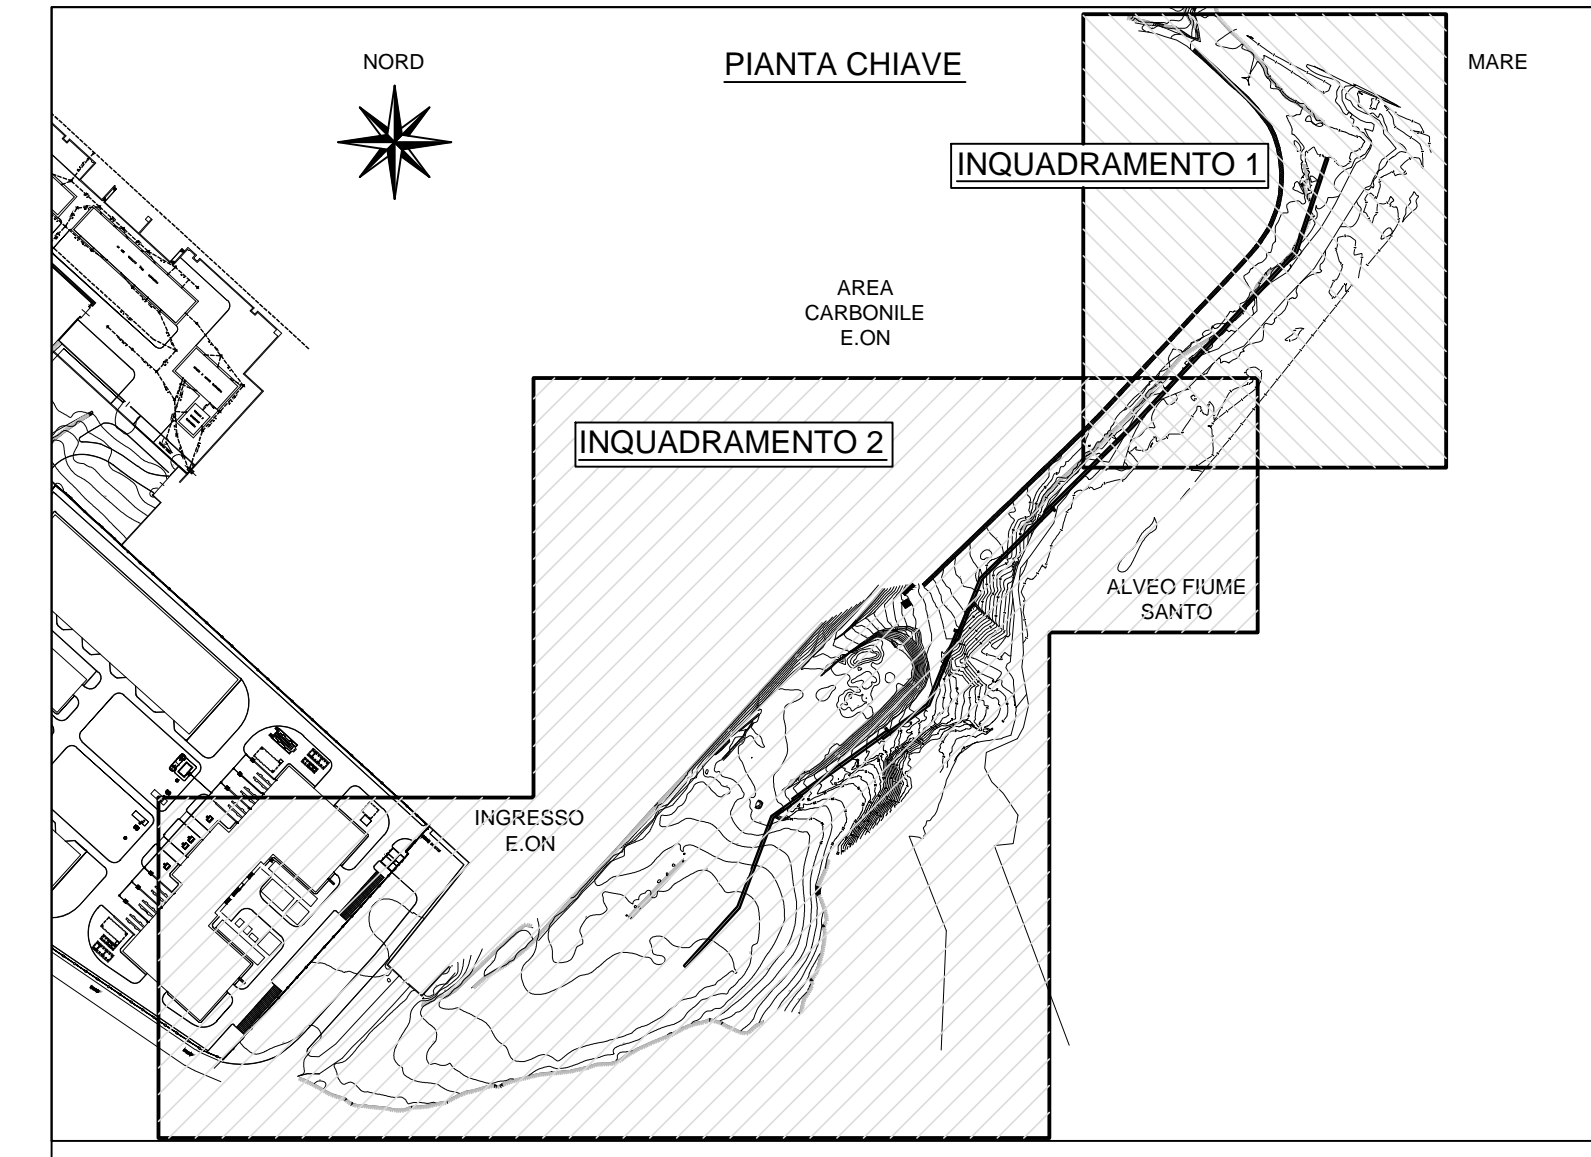 NORD
PIANTA CHIAVE
MARE
INQUADRAMENTO 1
AREA
CARBONILE
E.ON
INQUADRAMENTO 2
ALVEO FIUME
SANTO
INGRESSO
E.ON